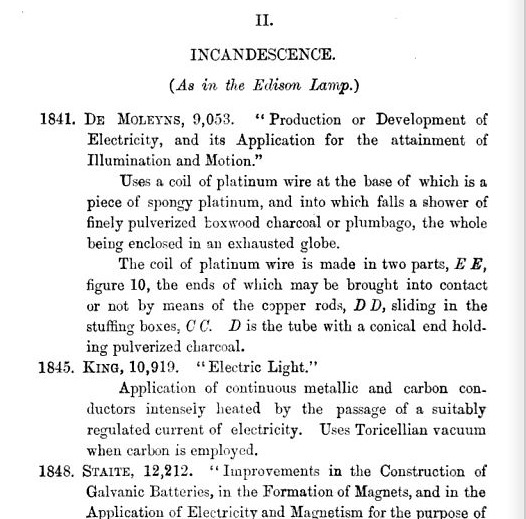 II.
INCANDESCENCE.
(As in the Edison Lamp.)
1841. DE MOLEYNS, 9,053. “Production or Development of
Electricity, and its Application for the attainment of
Illumination and Motion.”
Uses a coil of platinum wire at the base of which is a
piece of spongy platinum, and into which falls a shower of
finely pulverized boxwood charcoal or plumbago, the whole
being enclosed in an exhausted globe.
The coil of platinum wire is made in two parts, E E,
figure 10, the ends of which may be brought into contact
or not by means of the copper rods, D D, sliding in the
stuffing boxes, C C. D is the tube with a conical end hold-
ing pulverized charcoal.
1845. KING, 10,919. “Electric Light.”
Application of continuous metallic and carbon con-
ductors intensely heated by the passage of a suitably
regulated current of electricity. Uses Toricellian vacuum
when carbon is employed.
1848. STAITE, 12,212. “Improvements in the Construction of
Galvanic Batteries, in the Formation of Magnets, and in the
Application of Electricity and Magnetism for the purpose of